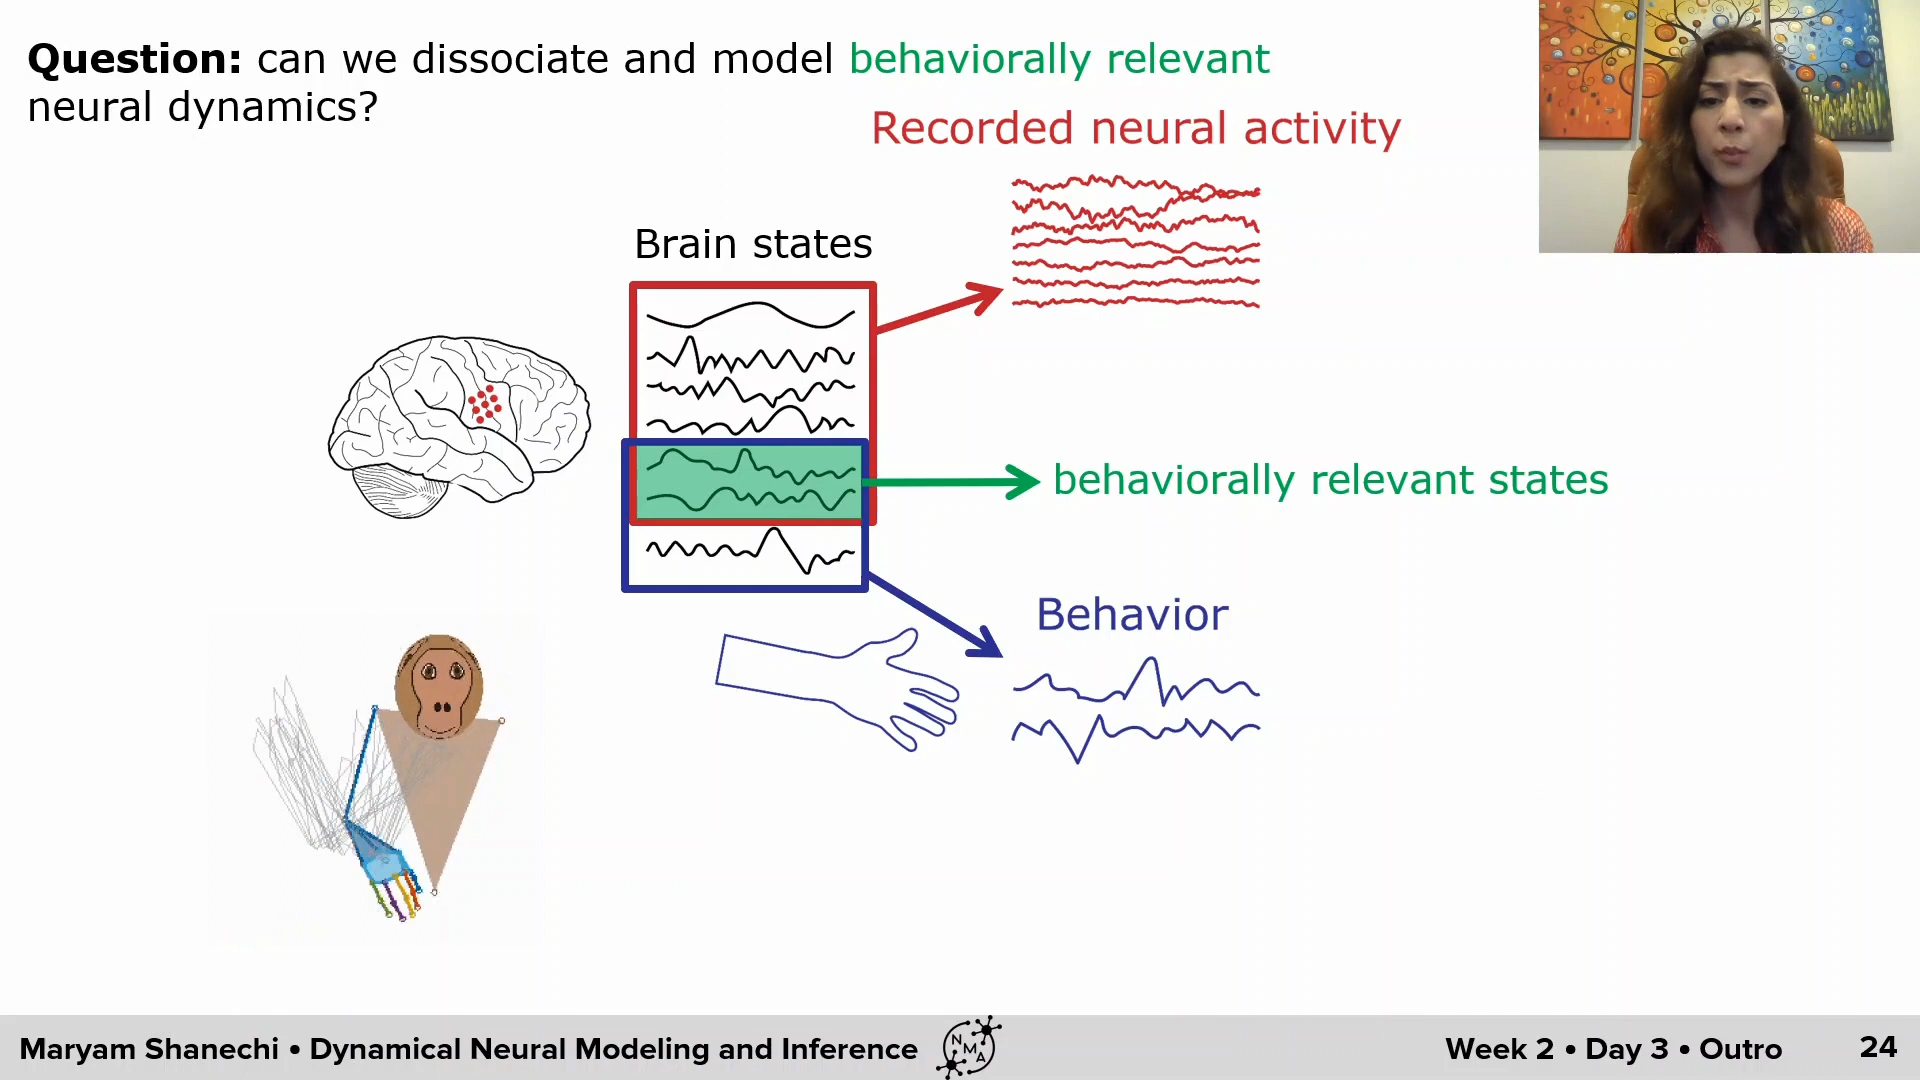 Question: can we dissociate and model behaviorally relevant
neural dynamics?
Recorded neural activity
Brain states
behaviorally relevant states
Behavior
Maryam Shanechi • Dynamical Neural Modeling and Inference
NMA
Week 2 • Day 3 • Outro
24